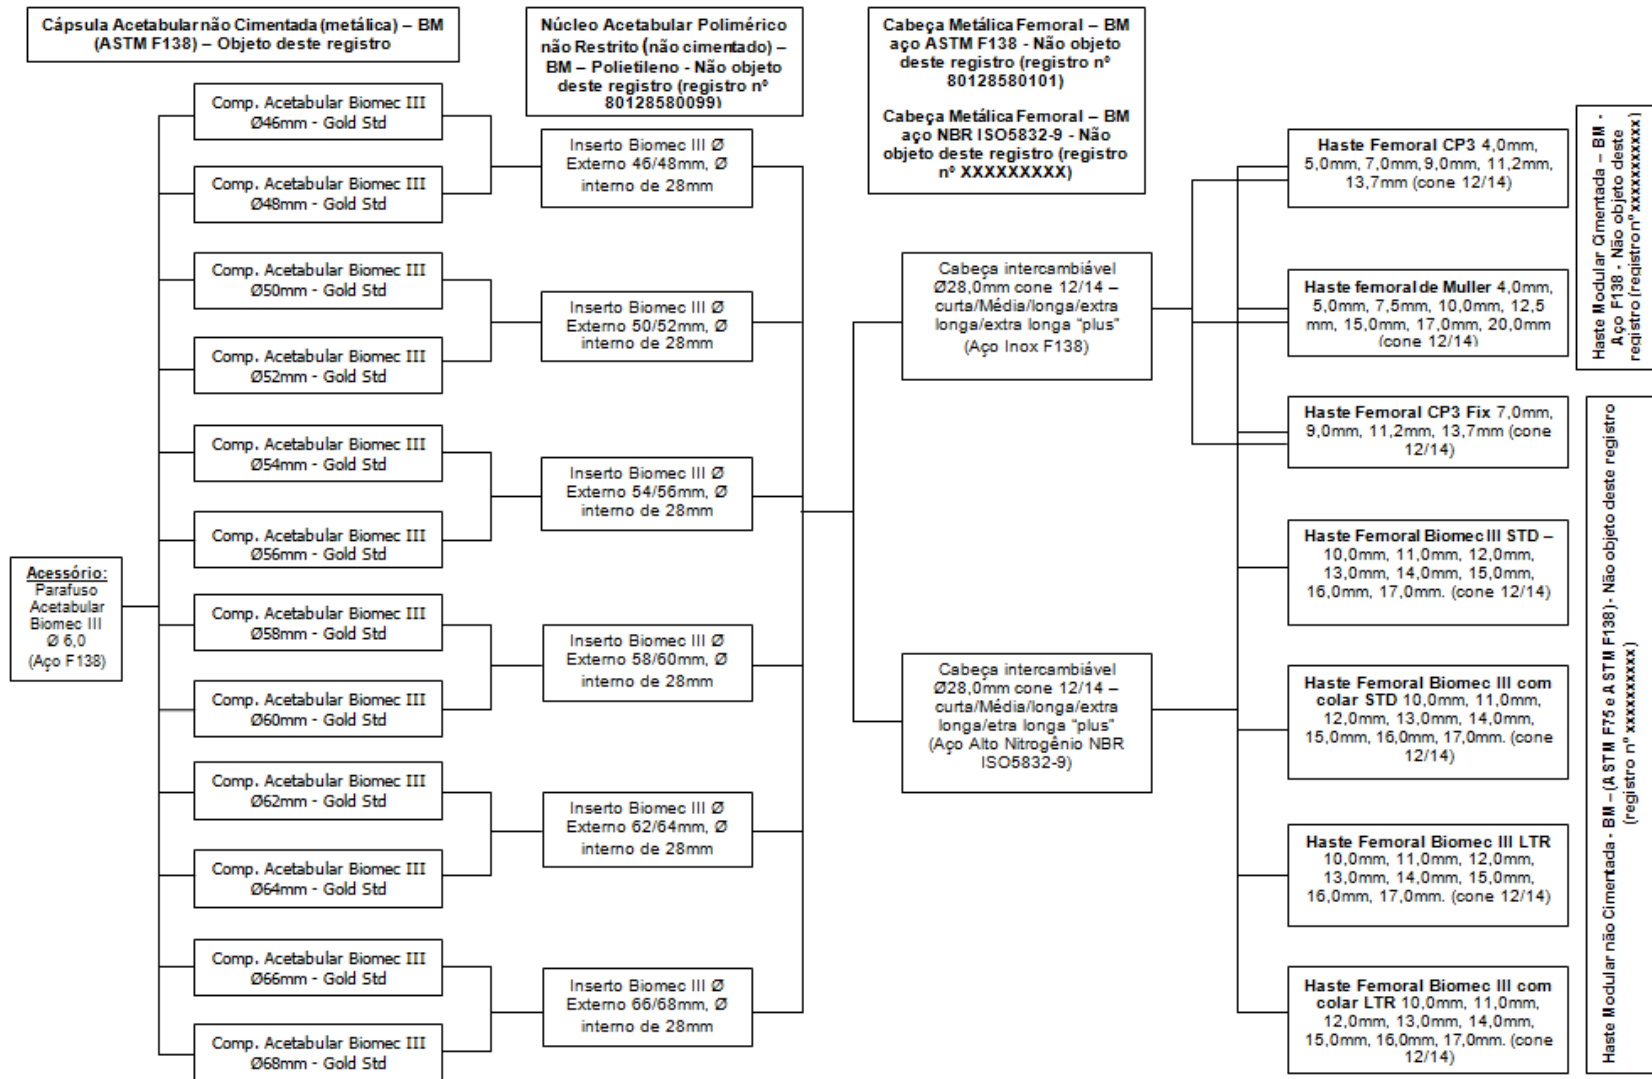 Cápsula Acetabular não Cimentada (metálica) – BM
(ASTM F138) – Objeto deste registro
Núcleo Acetabular Polimérico
não Restrito (não cimentado) –
BM – Polietileno - Não objeto
deste registro (registro nº
80128580099)
Cabeça Metálica Femoral – BM
aço ASTM F138 - Não objeto
deste registro (registro nº
80128580101)
Cabeça Metálica Femoral – BM
aço NBR ISO5832-9 - Não
objeto deste registro (registro
nº XXXXXXXXX)
Acessório:
Parafuso
Acetabular
Biomec III
Ø 6,0
(Aço F138)
Comp. Acetabular Biomec III
Ø46mm - Gold Std
Comp. Acetabular Biomec III
Ø48mm - Gold Std
Comp. Acetabular Biomec III
Ø50mm - Gold Std
Comp. Acetabular Biomec III
Ø52mm - Gold Std
Comp. Acetabular Biomec III
Ø54mm - Gold Std
Comp. Acetabular Biomec III
Ø56mm - Gold Std
Comp. Acetabular Biomec III
Ø58mm - Gold Std
Comp. Acetabular Biomec III
Ø60mm - Gold Std
Comp. Acetabular Biomec III
Ø62mm - Gold Std
Comp. Acetabular Biomec III
Ø64mm - Gold Std
Comp. Acetabular Biomec III
Ø66mm - Gold Std
Comp. Acetabular Biomec III
Ø68mm - Gold Std
Inserto Biomec III Ø
Externo 46/48mm, Ø
interno de 28mm
Inserto Biomec III Ø
Externo 50/52mm, Ø
interno de 28mm
Inserto Biomec III Ø
Externo 54/56mm, Ø
interno de 28mm
Inserto Biomec III Ø
Externo 58/60mm, Ø
interno de 28mm
Inserto Biomec III Ø
Externo 62/64mm, Ø
interno de 28mm
Inserto Biomec III Ø
Externo 66/68mm, Ø
interno de 28mm
Cabeça intercambiável
Ø28,0mm cone 12/14 –
curta/Média/longa/extra
longa/extra longa "plus"
(Aço Inox F138)
Cabeça intercambiável
Ø28,0mm cone 12/14 –
curta/Média/longa/extra
longa/etra longa "plus"
(Aço Alto Nitrogênio NBR
ISO5832-9)
Haste Femoral CP3 4,0mm,
5,0mm, 7,0mm, 9,0mm, 11,2mm,
13,7mm (cone 12/14)
Haste femoral de Muller 4,0mm,
5,0mm, 7,5mm, 10,0mm, 12,5
mm, 15,0mm, 17,0mm, 20,0mm
(cone 12/14)
Haste Femoral CP3 Fix 7,0mm,
9,0mm, 11,2mm, 13,7mm (cone
12/14)
Haste Femoral Biomec III STD –
10,0mm, 11,0mm, 12,0mm,
13,0mm, 14,0mm, 15,0mm,
16,0mm, 17,0mm. (cone 12/14)
Haste Femoral Biomec III com
colar STD 10,0mm, 11,0mm,
12,0mm, 13,0mm, 14,0mm,
15,0mm, 16,0mm, 17,0mm. (cone
12/14)
Haste Femoral Biomec III LTR
10,0mm, 11,0mm, 12,0mm,
13,0mm, 14,0mm, 15,0mm,
16,0mm, 17,0mm. (cone 12/14)
Haste Femoral Biomec III com
colar LTR 10,0mm, 11,0mm,
12,0mm, 13,0mm, 14,0mm,
15,0mm, 16,0mm, 17,0mm. (cone
12/14)
Haste Modular Cimentada – BM -
Aço F138 - Não objeto deste
registro (registro nº xxxxxxxxxx)
Haste Modular não Cimentada - BM – (ASTM F75 e ASTM F138) - Não objeto deste registro
(registro nº xxxxxxxxxx)